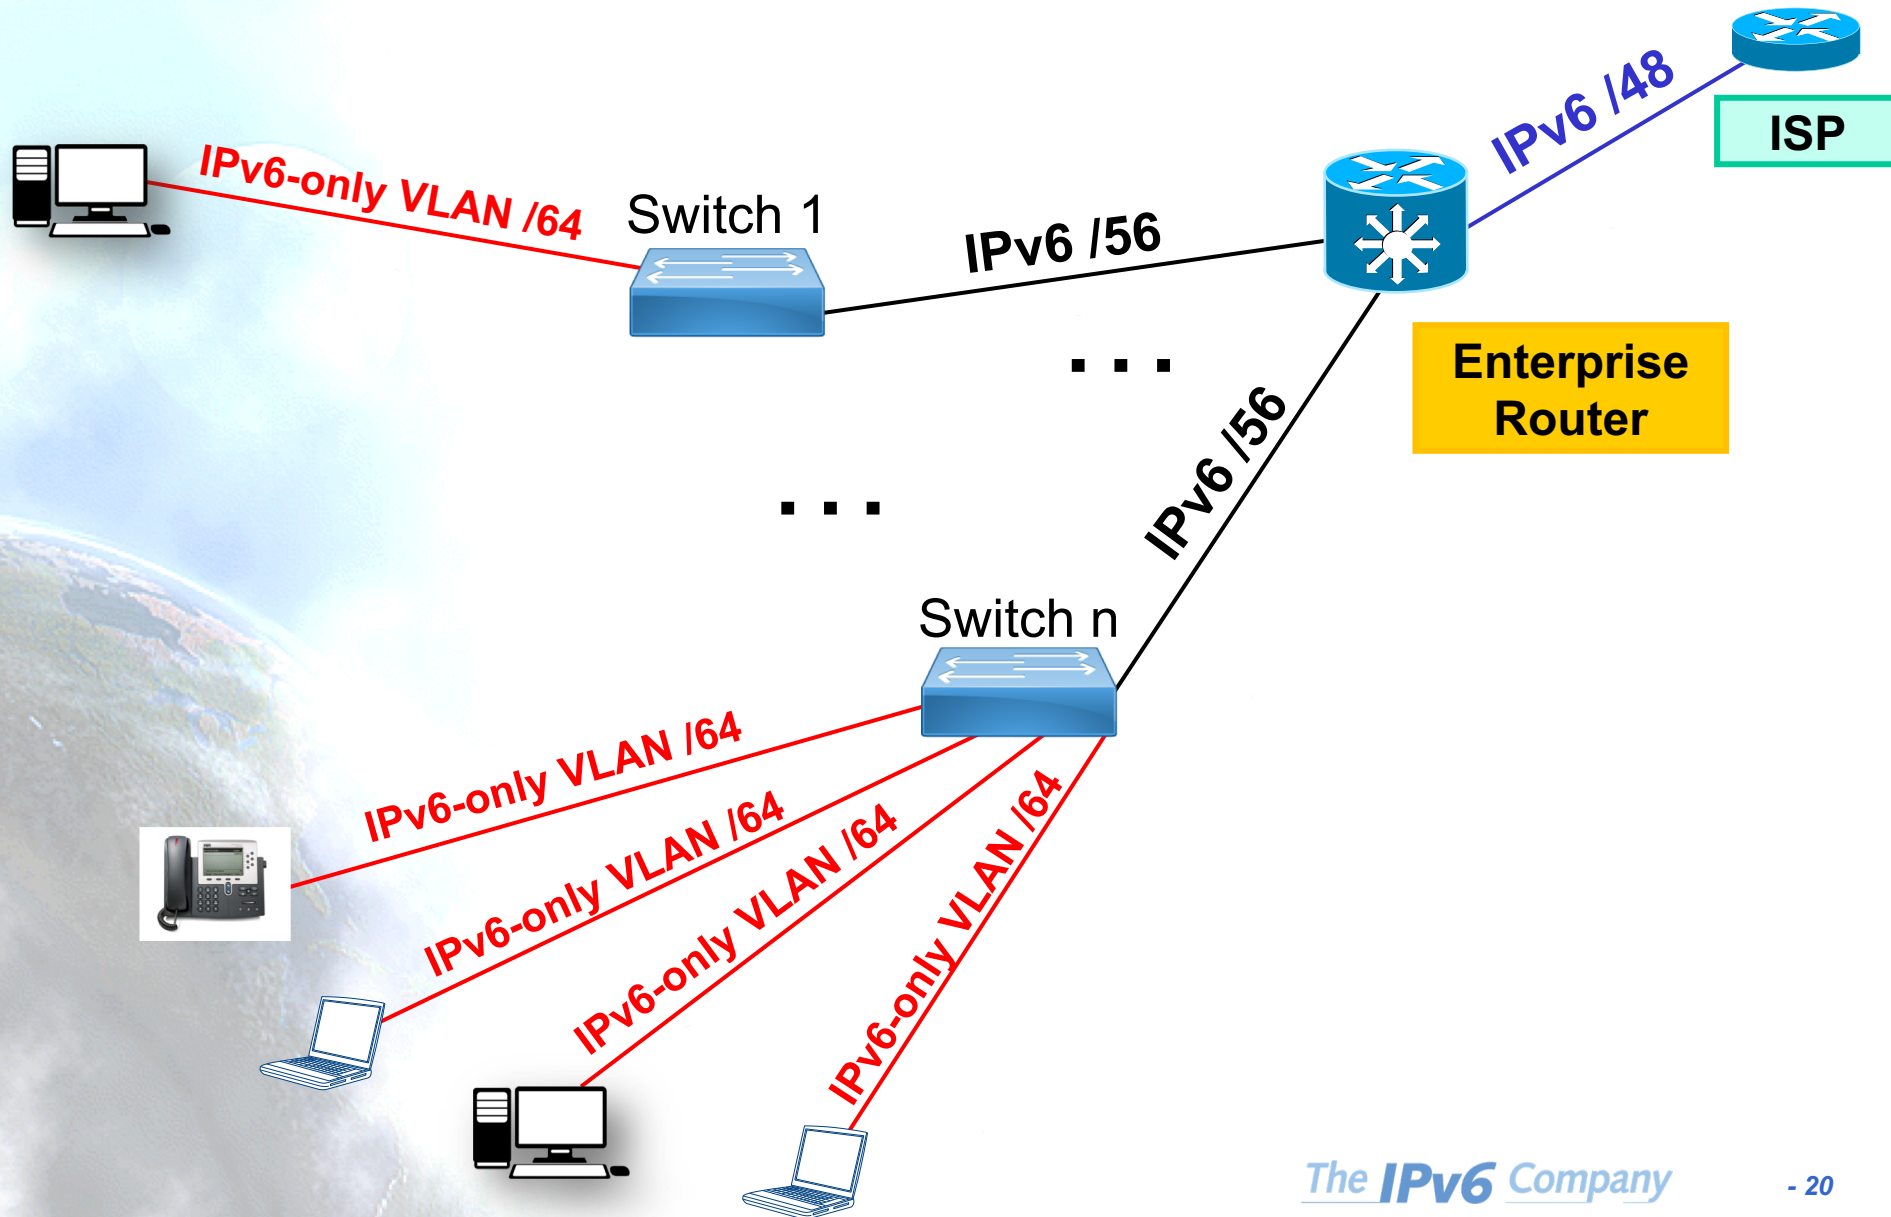 IPv6 /48
ISP
IPv6-only VLAN /64
Switch 1
IPv6 /56
. . .
Enterprise
Router
IPv6 /56
. . .
Switch n
IPv6-only VLAN /64
IPv6-only VLAN /64
IPv6-only VLAN /64
IPv6-only VLAN /64
The IPv6 Company
- 20